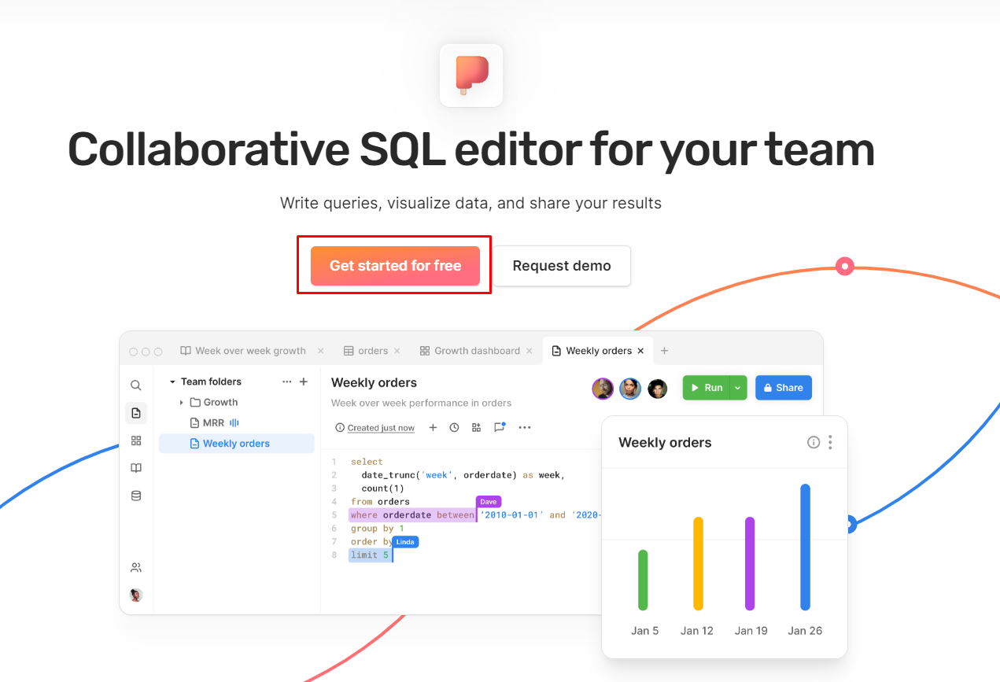 Collaborative SQL editor for your team
Write queries, visualize data, and share your results
Get started for free
Request demo
Week over week growth
orders
Growth dashboard
Weekly orders
Team folders
Growth
MRR
Weekly orders
Weekly orders
Week over week performance in orders
Created just now
Run
Share
1 select
2 date_trunc('week', orderdate) as week,
3 count(1)
4 from orders
Dave
5 where orderdate between '2010-01-01' and '2020-
6 group by 1
7 order by
Linda
8 limit 5
Weekly orders
Jan 5
Jan 12
Jan 19
Jan 26